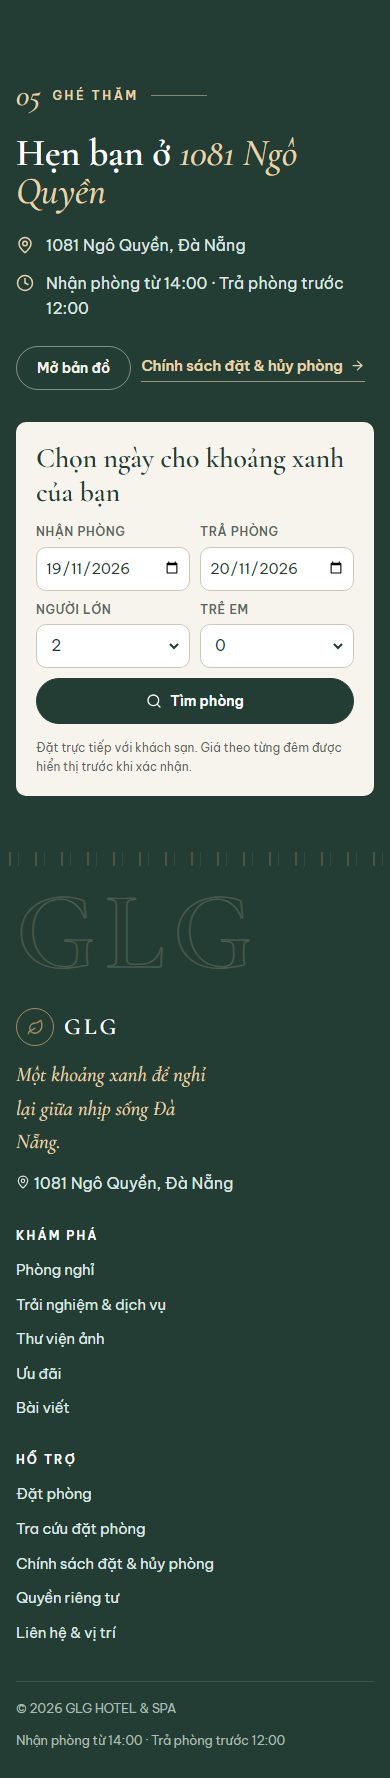 05 GHÉ THĂM
Hẹn bạn ở 1081 Ngô
Quyền
1081 Ngô Quyền, Đà Nẵng
Nhận phòng từ 14:00 · Trả phòng trước
12:00
Mở bản đồ
Chính sách đặt & hủy phòng →
Chọn ngày cho khoảng xanh
của bạn
NHẬN PHÒNG
TRẢ PHÒNG
19/11/2026
20/11/2026
NGƯỜI LỚN
TRẺ EM
2
0
Tìm phòng
Đặt trực tiếp với khách sạn. Giá theo từng đêm được
hiển thị trước khi xác nhận.
GLG
GLG
Một khoảng xanh để nghỉ
lại giữa nhịp sống Đà
Nẵng.
1081 Ngô Quyền, Đà Nẵng
KHÁM PHÁ
Phòng nghỉ
Trải nghiệm & dịch vụ
Thư viện ảnh
Ưu đãi
Bài viết
HỖ TRỢ
Đặt phòng
Tra cứu đặt phòng
Chính sách đặt & hủy phòng
Quyền riêng tư
Liên hệ & vị trí
© 2026 GLG HOTEL & SPA
Nhận phòng từ 14:00 · Trả phòng trước 12:00